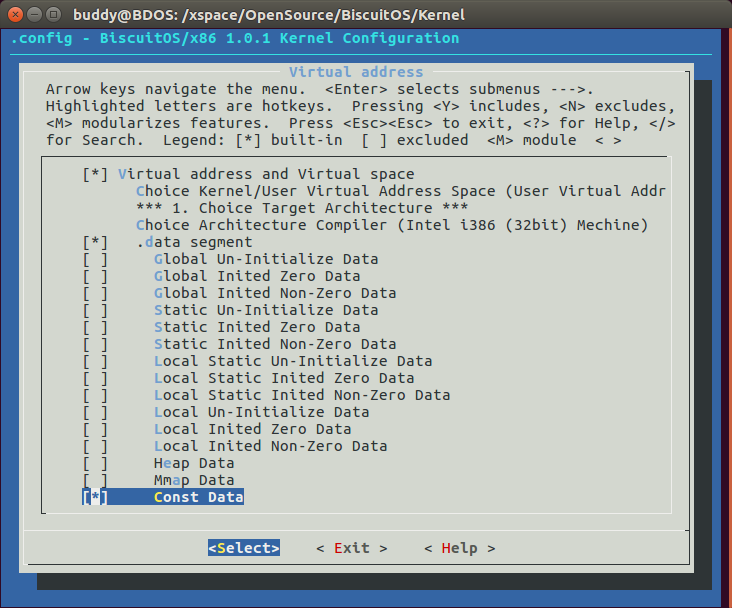 buddy@BDOS: /xspace/OpenSource/BiscuitOS/Kernel
.config - BiscuitOS/x86 1.0.1 Kernel Configuration
Virtual address
Arrow keys navigate the menu.  <Enter> selects submenus --->.
Highlighted letters are hotkeys.  Pressing <Y> includes, <N> excludes,
<M> modularizes features.  Press <Esc><Esc> to exit, <?> for Help, </>
for Search.  Legend: [*] built-in  [ ] excluded  <M> module  < >
[*] Virtual address and Virtual space
Choice Kernel/User Virtual Address Space (User Virtual Addr
*** 1. Choice Target Architecture ***
Choice Architecture Compiler (Intel i386 (32bit) Mechine)
[*]   .data segment
[ ]     Global Un-Initialize Data
[ ]     Global Inited Zero Data
[ ]     Global Inited Non-Zero Data
[ ]     Static Un-Initialize Data
[ ]     Static Inited Zero Data
[ ]     Static Inited Non-Zero Data
[ ]     Local Static Un-Initialize Data
[ ]     Local Static Inited Zero Data
[ ]     Local Static Inited Non-Zero Data
[ ]     Local Un-Initialize Data
[ ]     Local Inited Zero Data
[ ]     Local Inited Non-Zero Data
[ ]     Heap Data
[ ]     Mmap Data
[*]     Const Data
<Select>    < Exit >    < Help >